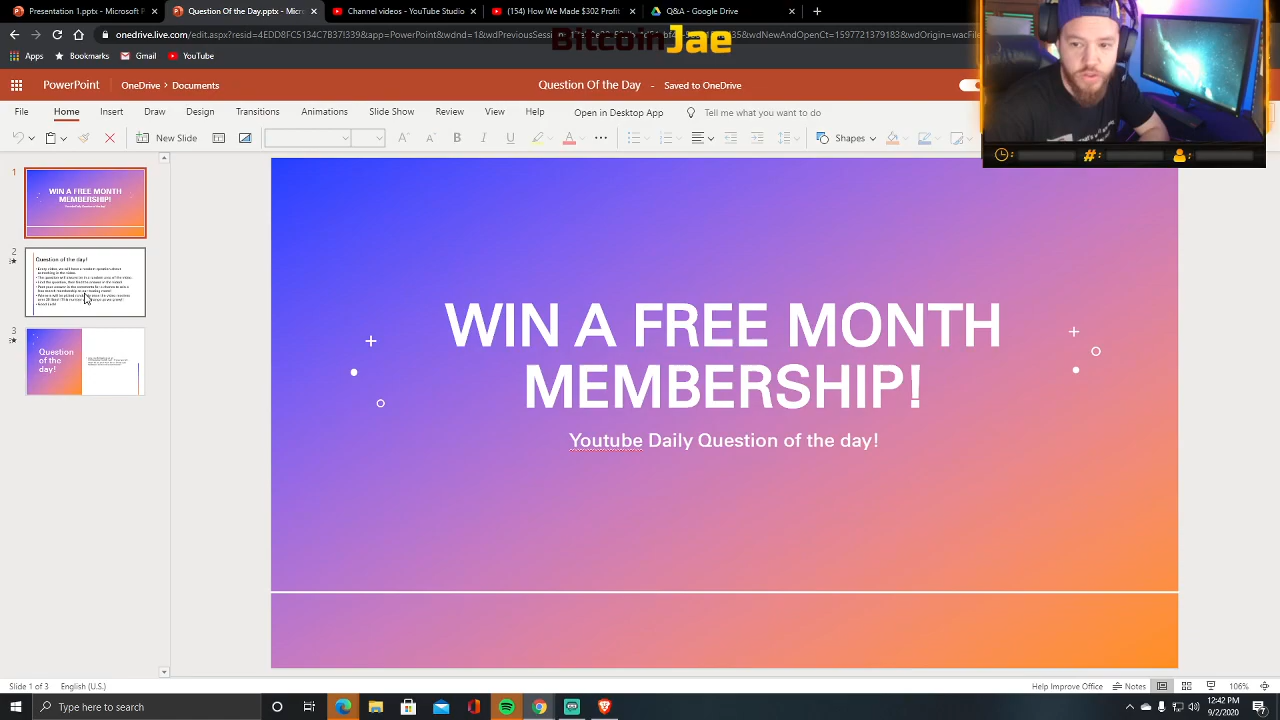 Presentation 1.pptx - Microsoft P
Question Of the Day.pptx - Micr
Channel videos - YouTube Studio
(154) How We Made $302 Profit
Q&A - Google Drive
BitcoinJae
Apps
Bookmarks
Gmail
YouTube
PowerPoint
OneDrive > Documents
Question Of the Day - Saved to OneDrive
File
Home
Insert
Draw
Design
Transitions
Animations
Slide Show
Review
View
Help
Open in Desktop App
Tell me what you want to do
New Slide
B
I
U
Shapes
#:
1
WIN A FREE MONTH
MEMBERSHIP!
2
Question of the day!
3
Question
of the
day!
WIN A FREE MONTH
MEMBERSHIP!
Youtube Daily Question of the day!
Slide 1 of 3
English (U.S.)
Help Improve Office
Notes
106%
Type here to search
12:42 PM
9/2/2020